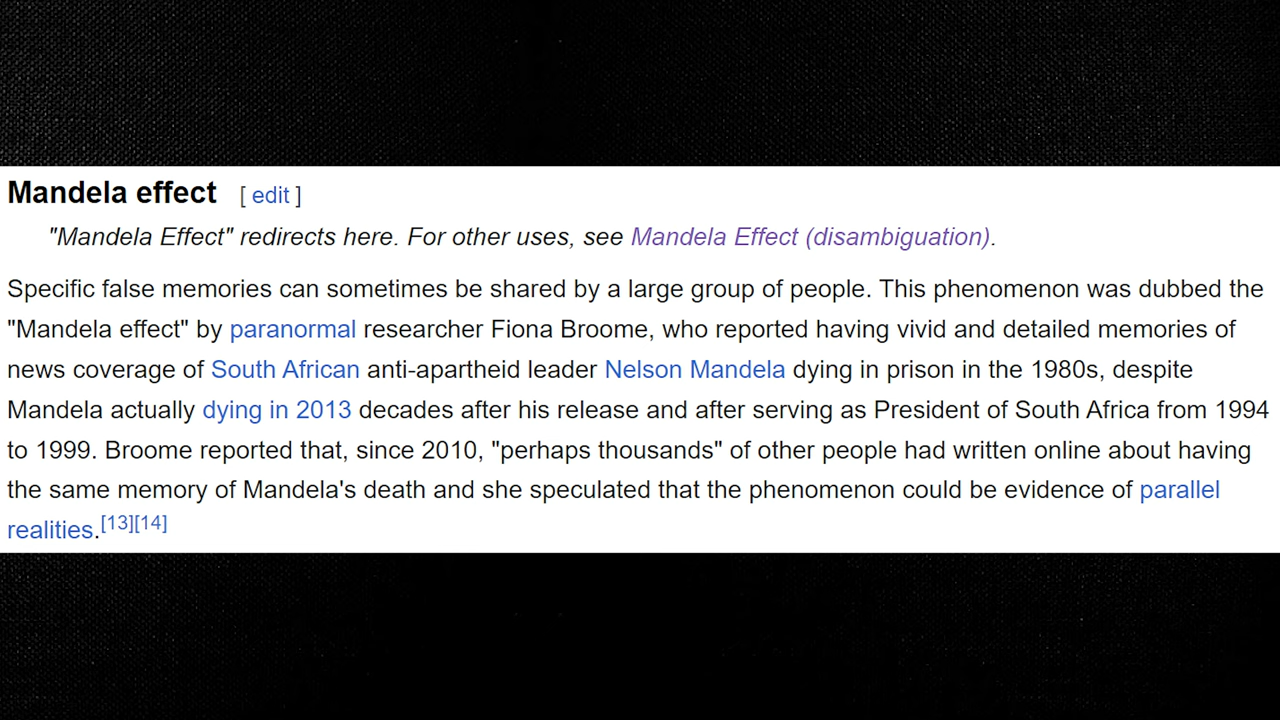 Mandela effect [ edit ]
"Mandela Effect" redirects here. For other uses, see Mandela Effect (disambiguation).
Specific false memories can sometimes be shared by a large group of people. This phenomenon was dubbed the
"Mandela effect" by paranormal researcher Fiona Broome, who reported having vivid and detailed memories of
news coverage of South African anti-apartheid leader Nelson Mandela dying in prison in the 1980s, despite
Mandela actually dying in 2013 decades after his release and after serving as President of South Africa from 1994
to 1999. Broome reported that, since 2010, "perhaps thousands" of other people had written online about having
the same memory of Mandela's death and she speculated that the phenomenon could be evidence of parallel
realities.[13][14]